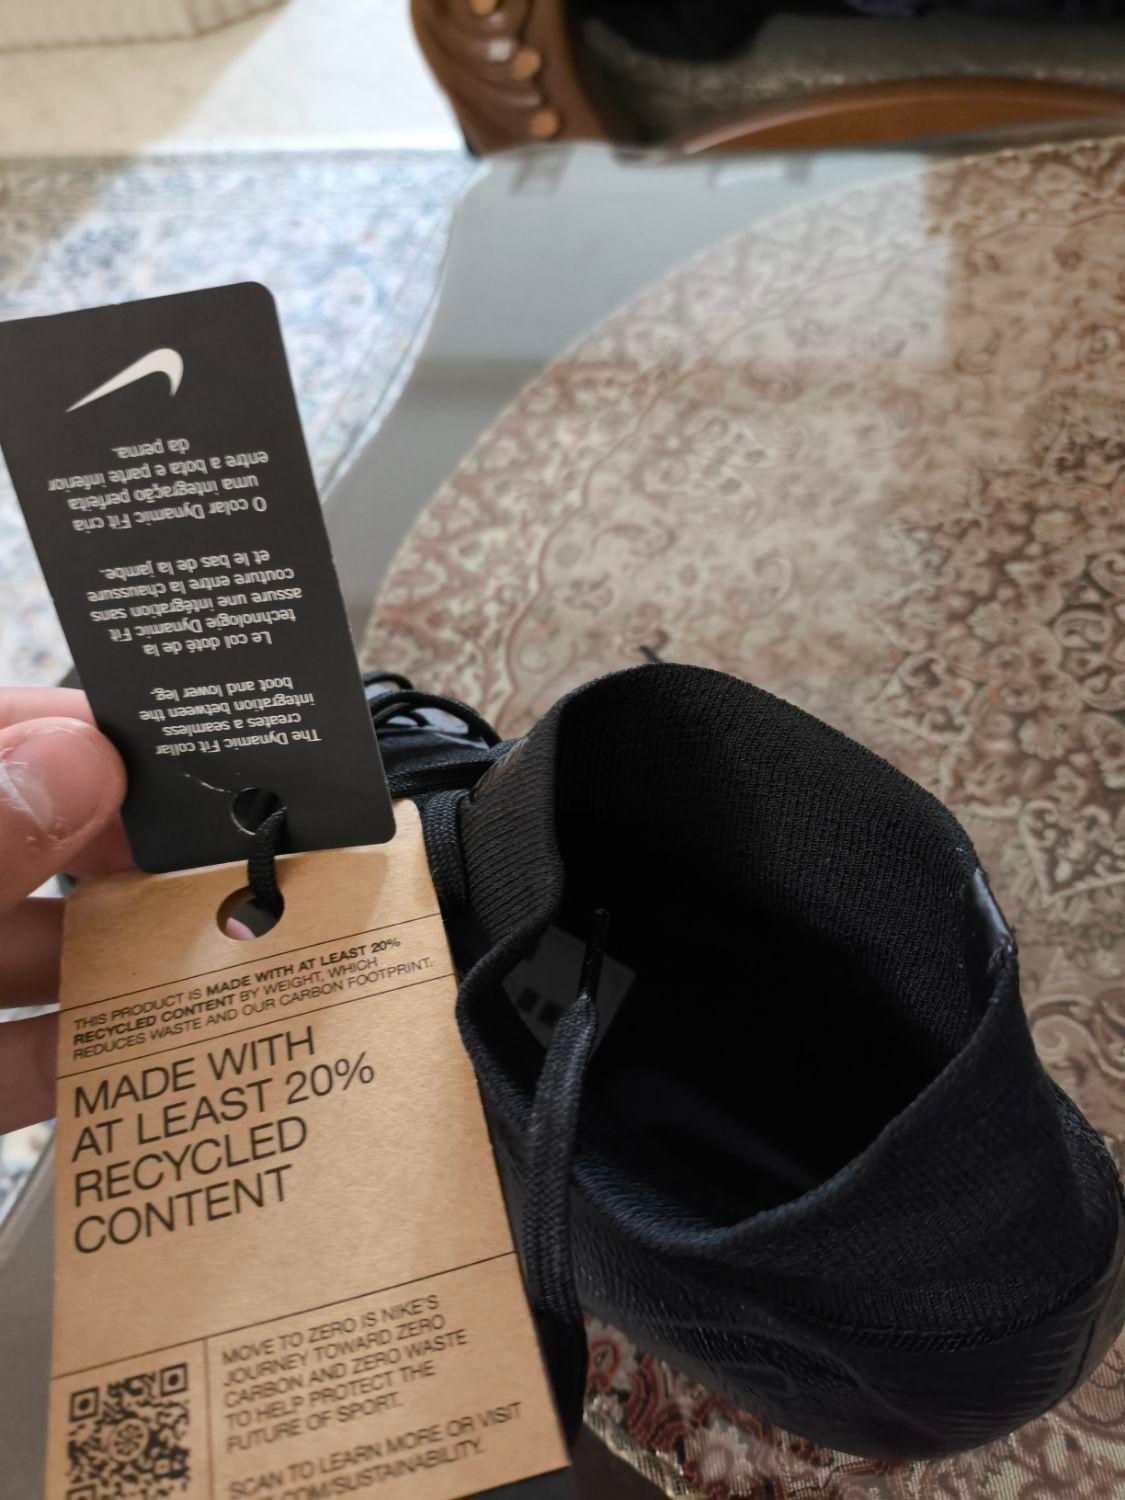 The Dynamic Fit collar
creates a seamless
integration between the
boot and lower leg.
Le col doté de la
technologie Dynamic Fit
assure une intégration sans
couture entre la chaussure
et le bas de la jambe.
O colar Dynamic Fit cria
uma integração perfeita
entre a bota e parte inferior
da perna.
THIS PRODUCT IS MADE WITH AT LEAST 20%
RECYCLED CONTENT BY WEIGHT, WHICH
REDUCES WASTE AND OUR CARBON FOOTPRINT.
MADE WITH
AT LEAST 20%
RECYCLED
CONTENT
MOVE TO ZERO IS NIKE'S
JOURNEY TOWARD ZERO
CARBON AND ZERO WASTE
TO HELP PROTECT THE
FUTURE OF SPORT.
SCAN TO LEARN MORE OR VISIT
.COM/SUSTAINABILITY.